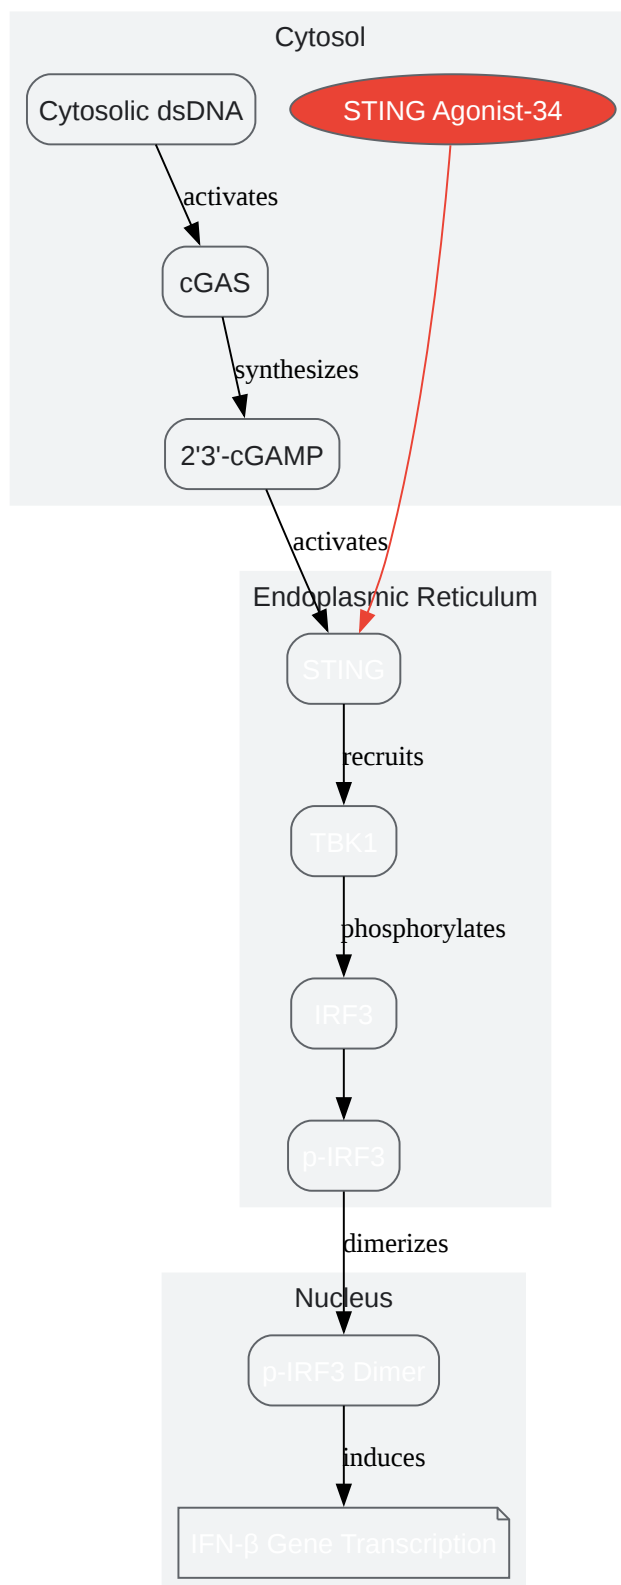 Cytosol
Cytosolic dsDNA
STING Agonist-34
activates
cGAS
synthesizes
2'3'-cGAMP
activates
Endoplasmic Reticulum
STING
recruits
TBK1
phosphorylates
IRF3
p-IRF3
dimerizes
Nucleus
p-IRF3 Dimer
induces
IFN-β Gene Transcription